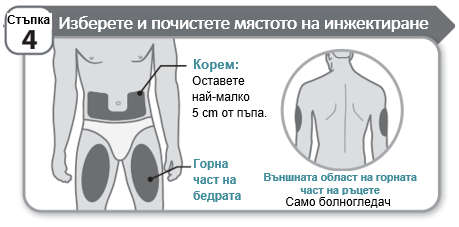 Стъпка
4
Изберете и почистете мястото на инжектиране
Корем:
Оставете
най-малко
5 cm от пъпа.
Горна
част на
бедрата
Външната област на горната
част на ръцете
Само болногледач